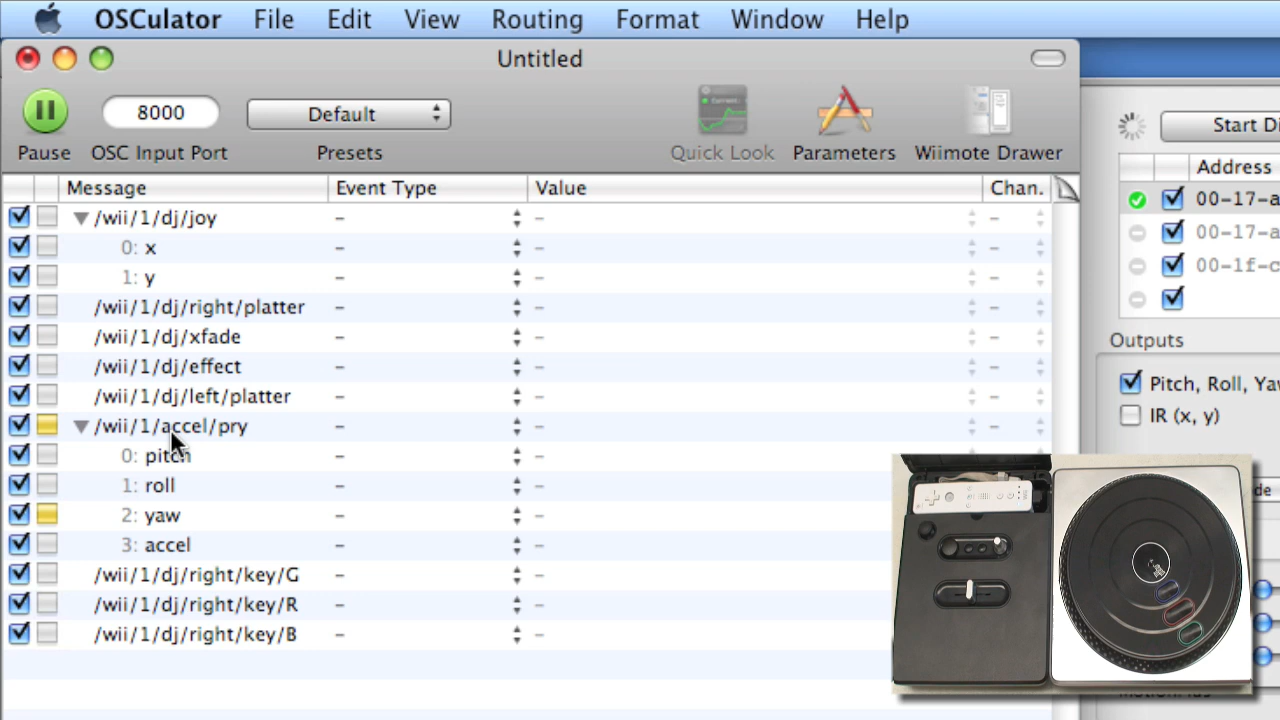 OSCulator File Edit View Routing Format Window Help
Untitled
8000 Default
Pause OSC Input Port Presets Quick Look Parameters Wiimote Drawer
Start Di
Message Event Type Value Chan.
Address
/wii/1/dj/joy – – –
00-17-a
0: x – – –
00-17-a
1: y – – –
00-1f-c
/wii/1/dj/right/platter – – –
/wii/1/dj/xfade – – –
Outputs
/wii/1/dj/effect – – –
Pitch, Roll, Yaw
/wii/1/dj/left/platter – – –
IR (x, y)
/wii/1/accel/pry – – –
0: pitch – –
1: roll – –
2: yaw – –
3: accel – –
/wii/1/dj/right/key/G – –
/wii/1/dj/right/key/R – –
/wii/1/dj/right/key/B – –
de